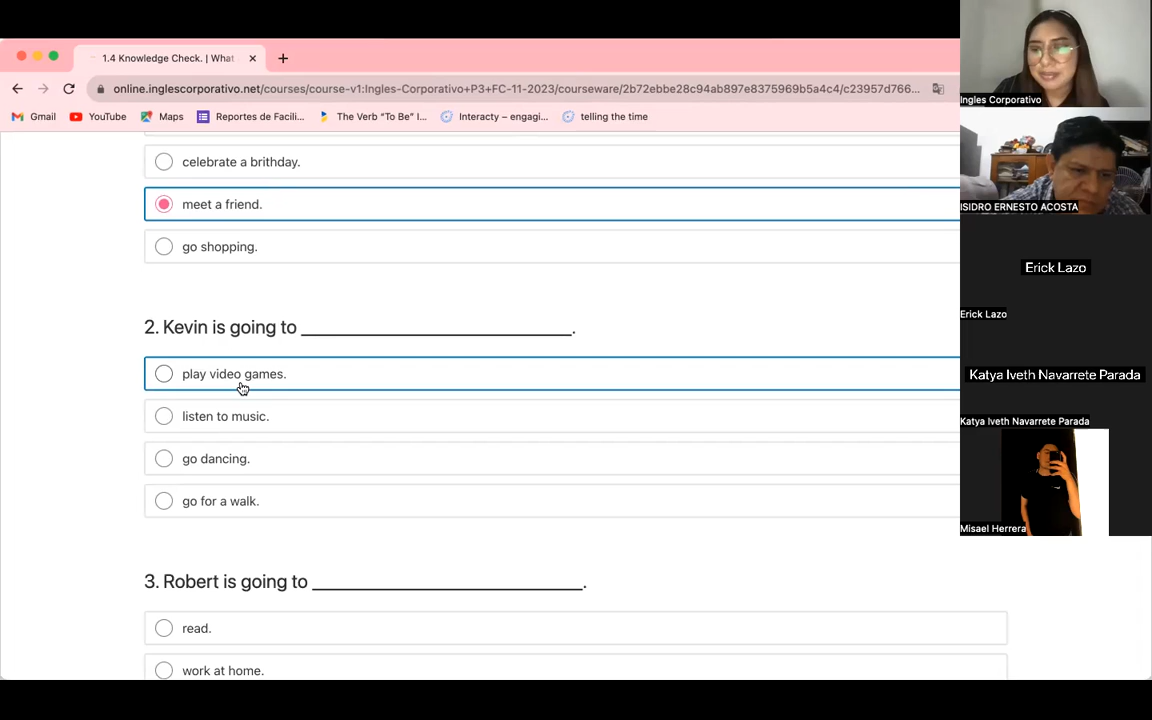 1.4 Knowledge Check. | What
online.inglescorporativo.net/courses/course-v1:Ingles-Corporativo+P3+FC-11-2023/courseware/2b72ebbe28c94ab897e8375969b5a4c4/c23957d766...
Gmail YouTube Maps Reportes de Facili... The Verb “To Be” I... Interacty – engagi... telling the time
celebrate a brithday.
meet a friend.
go shopping.
2. Kevin is going to ______________________________.
play video games.
listen to music.
go dancing.
go for a walk.
3. Robert is going to ______________________________.
read.
work at home.
Ingles Corporativo
ISIDRO ERNESTO ACOSTA
Erick Lazo
Erick Lazo
Katya Iveth Navarrete Parada
Katya Iveth Navarrete Parada
Misael Herrera